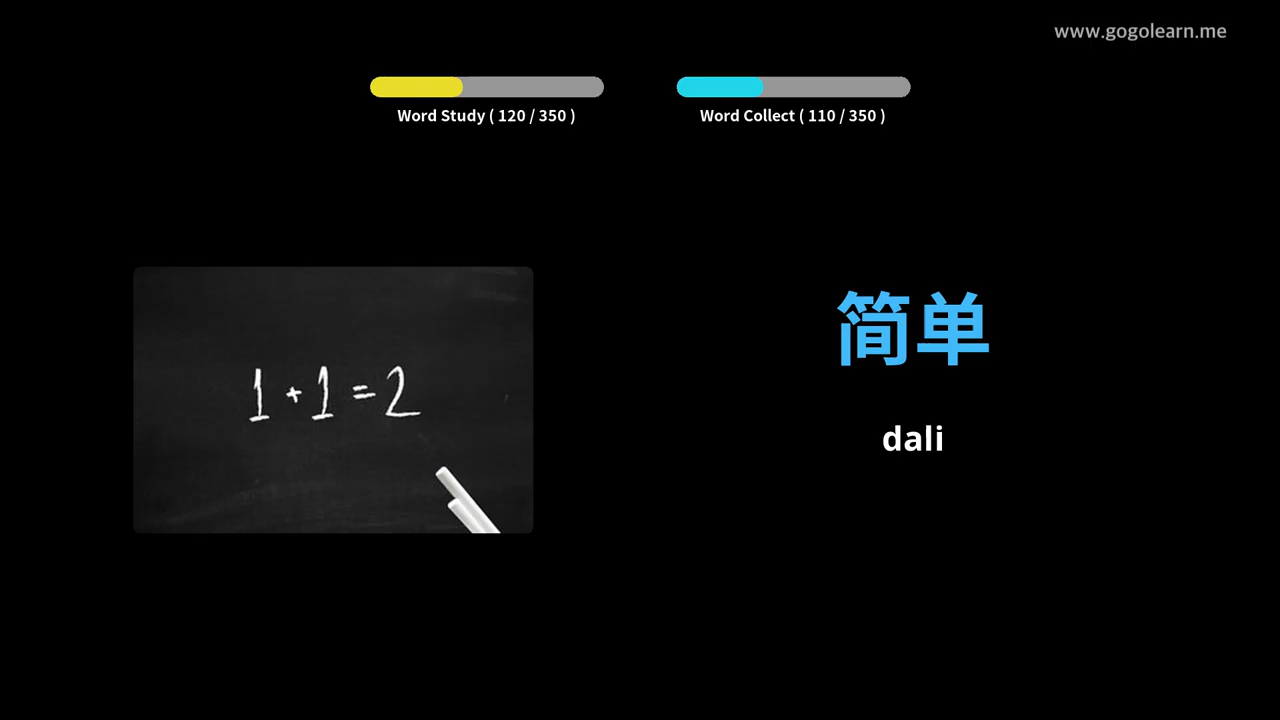 www.gogolearn.me
Word Study ( 120 / 350 )
Word Collect ( 110 / 350 )
简单
1 + 1 = 2
dali